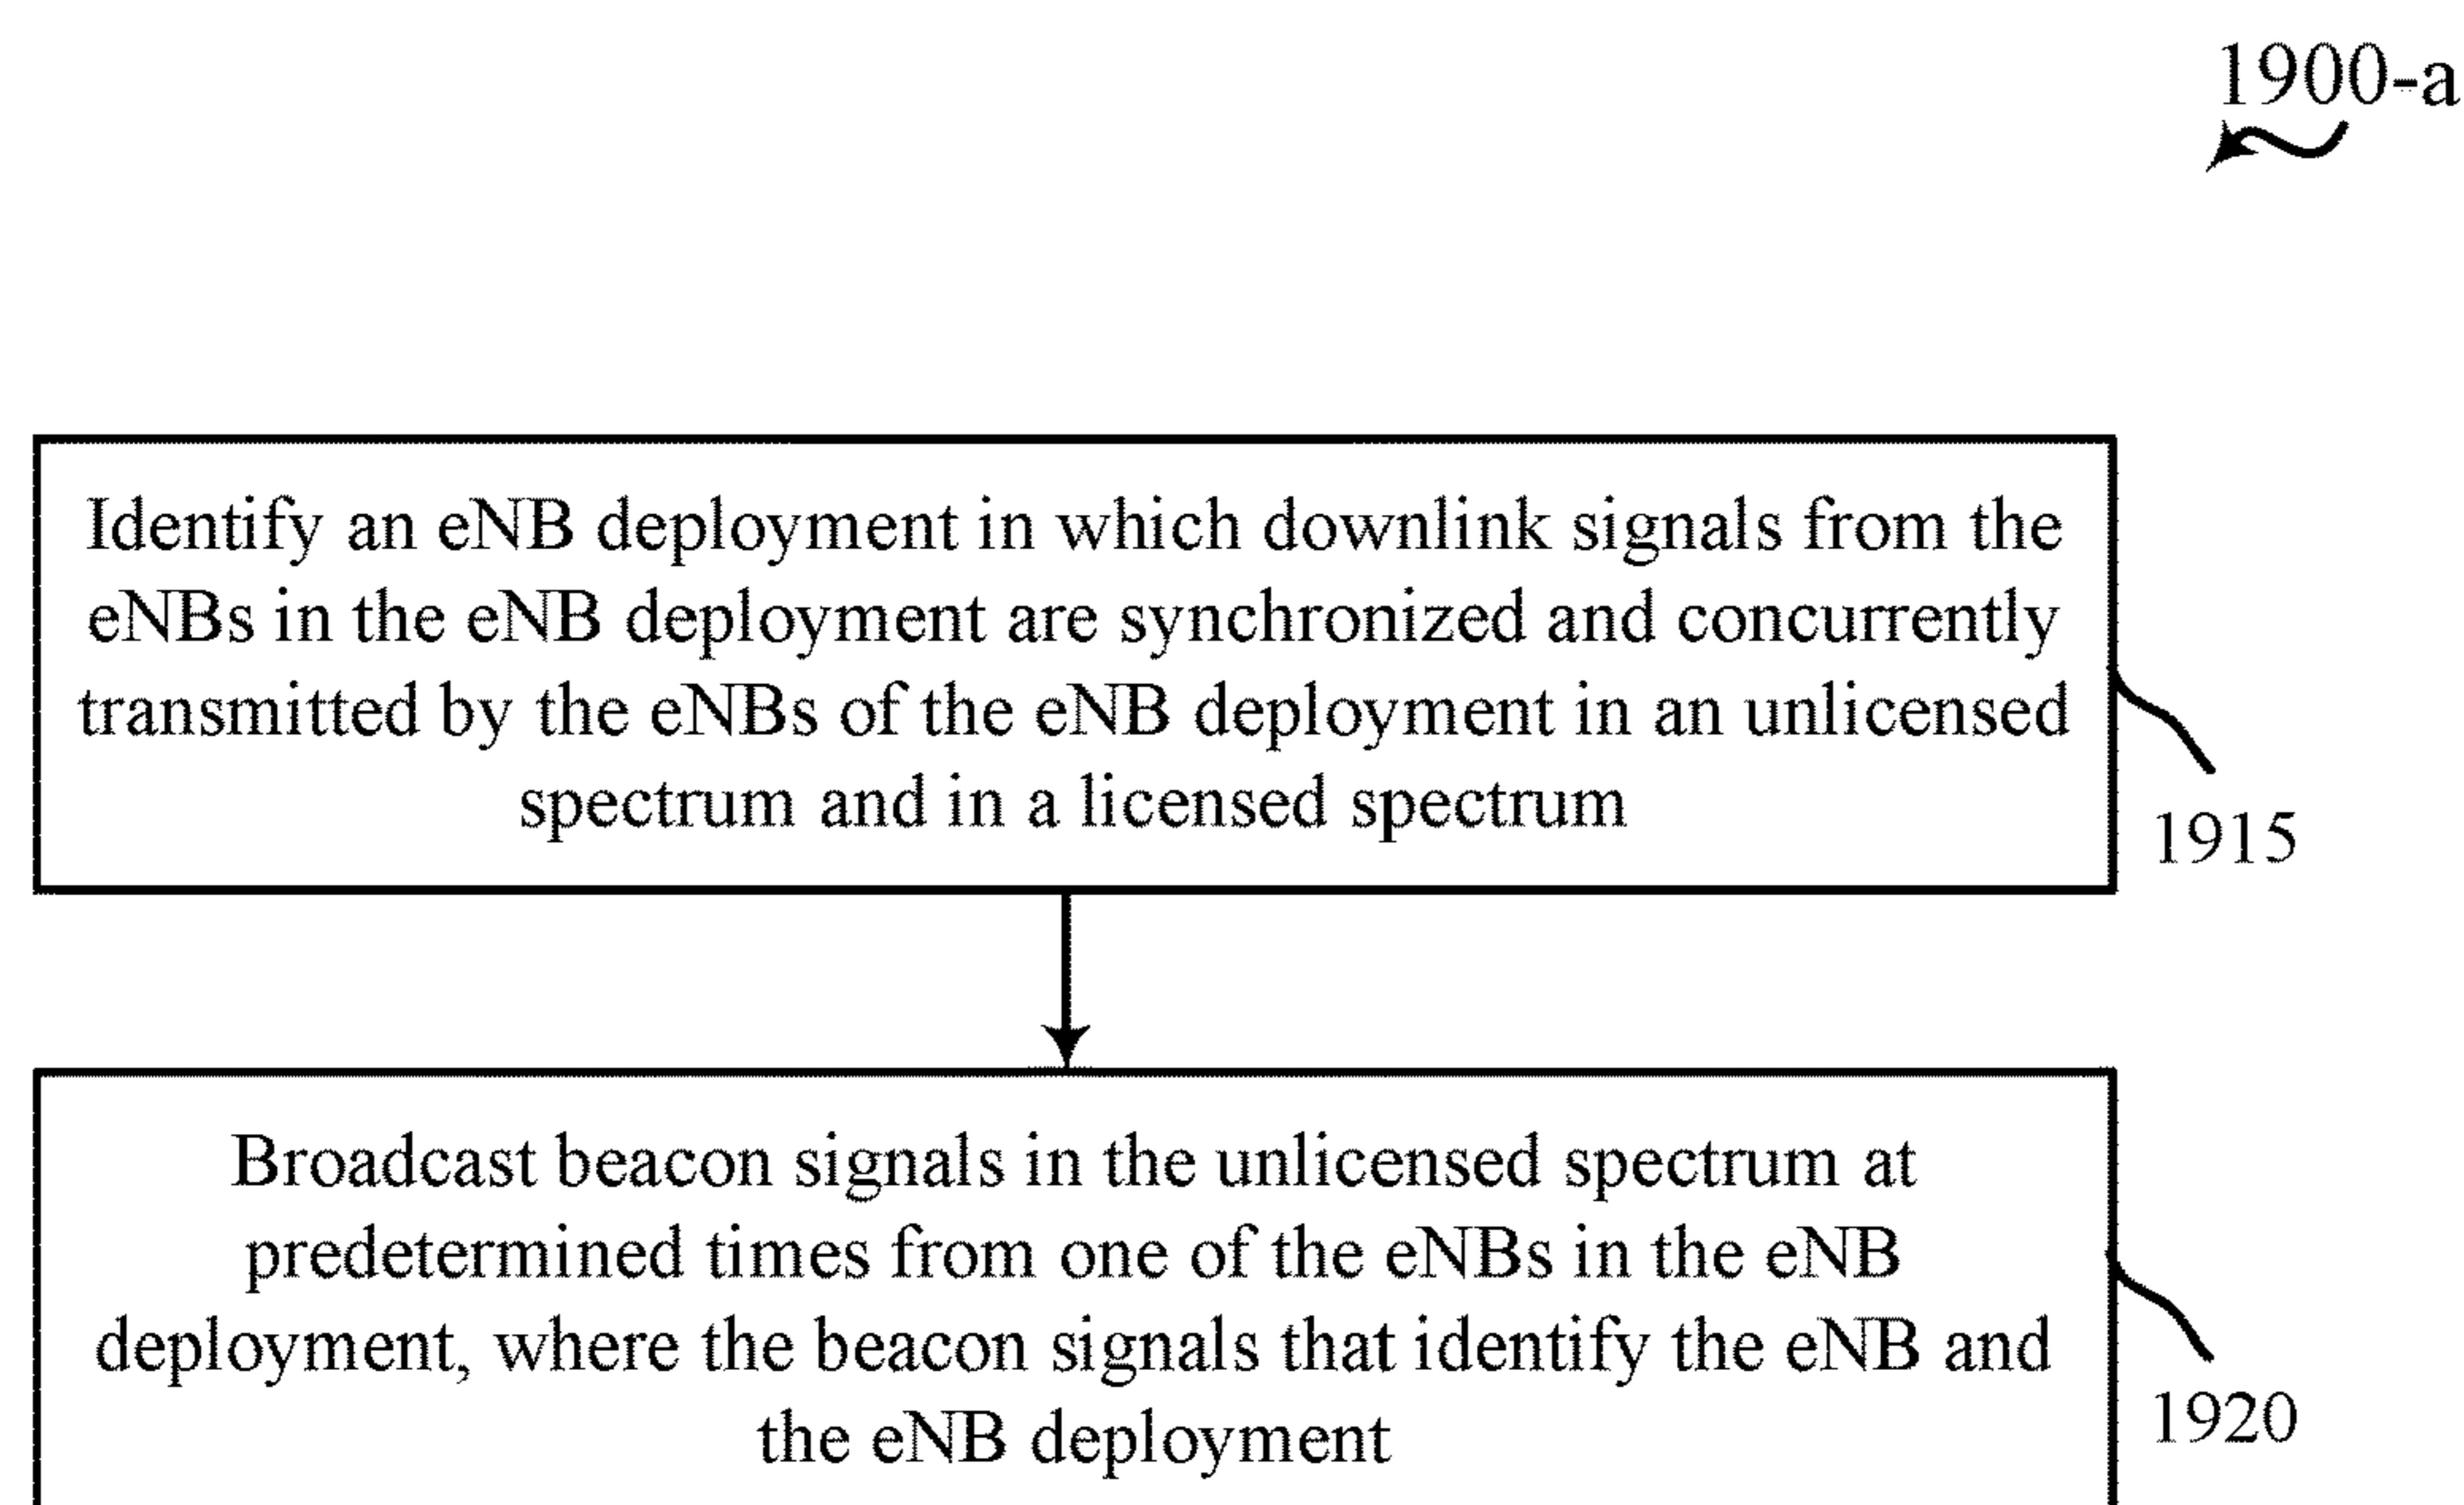 1900-a
Identify an eNB deployment in which downlink signals from the
eNBs in the eNB deployment are synchronized and concurrently
transmitted by the eNBs of the eNB deployment in an unlicensed
spectrum and in a licensed spectrum
1915
Broadcast beacon signals in the unlicensed spectrum at
predetermined times from one of the eNBs in the eNB
deployment, where the beacon signals that identify the eNB and
the eNB deployment
1920